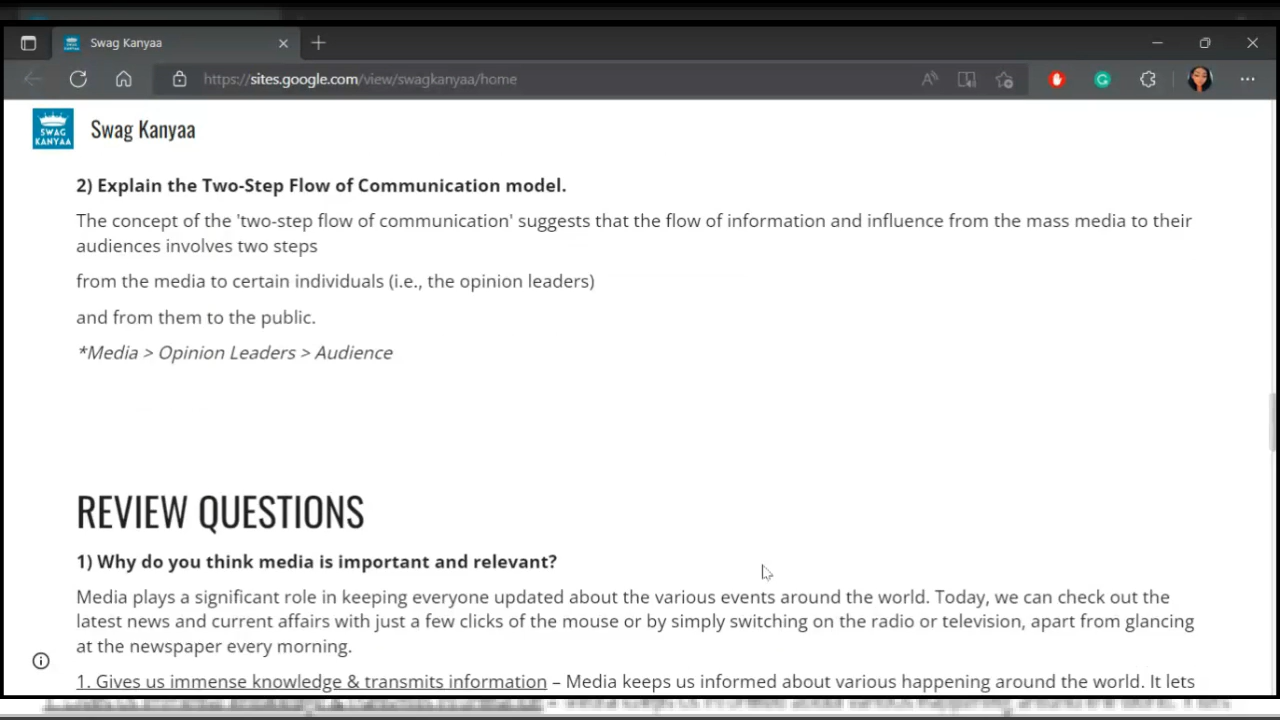 Swag Kanyaa
https://sites.google.com/view/swagkanyaa/home
SWAG
KANYAA
Swag Kanyaa
2) Explain the Two-Step Flow of Communication model.
The concept of the 'two-step flow of communication' suggests that the flow of information and influence from the mass media to their
audiences involves two steps
from the media to certain individuals (i.e., the opinion leaders)
and from them to the public.
*Media > Opinion Leaders > Audience
REVIEW QUESTIONS
1) Why do you think media is important and relevant?
Media plays a significant role in keeping everyone updated about the various events around the world. Today, we can check out the
latest news and current affairs with just a few clicks of the mouse or by simply switching on the radio or television, apart from glancing
at the newspaper every morning.
1. Gives us immense knowledge & transmits information – Media keeps us informed about various happening around the world. It lets